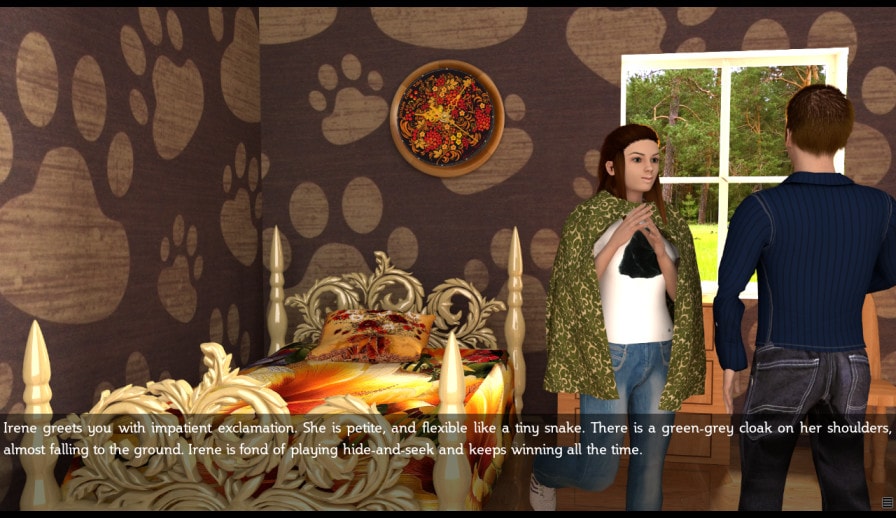 Irene greets you with impatient exclamation. She is petite, and flexible like a tiny snake. There is a green-grey cloak on her shoulders,
almost falling to the ground. Irene is fond of playing hide-and-seek and keeps winning all the time.